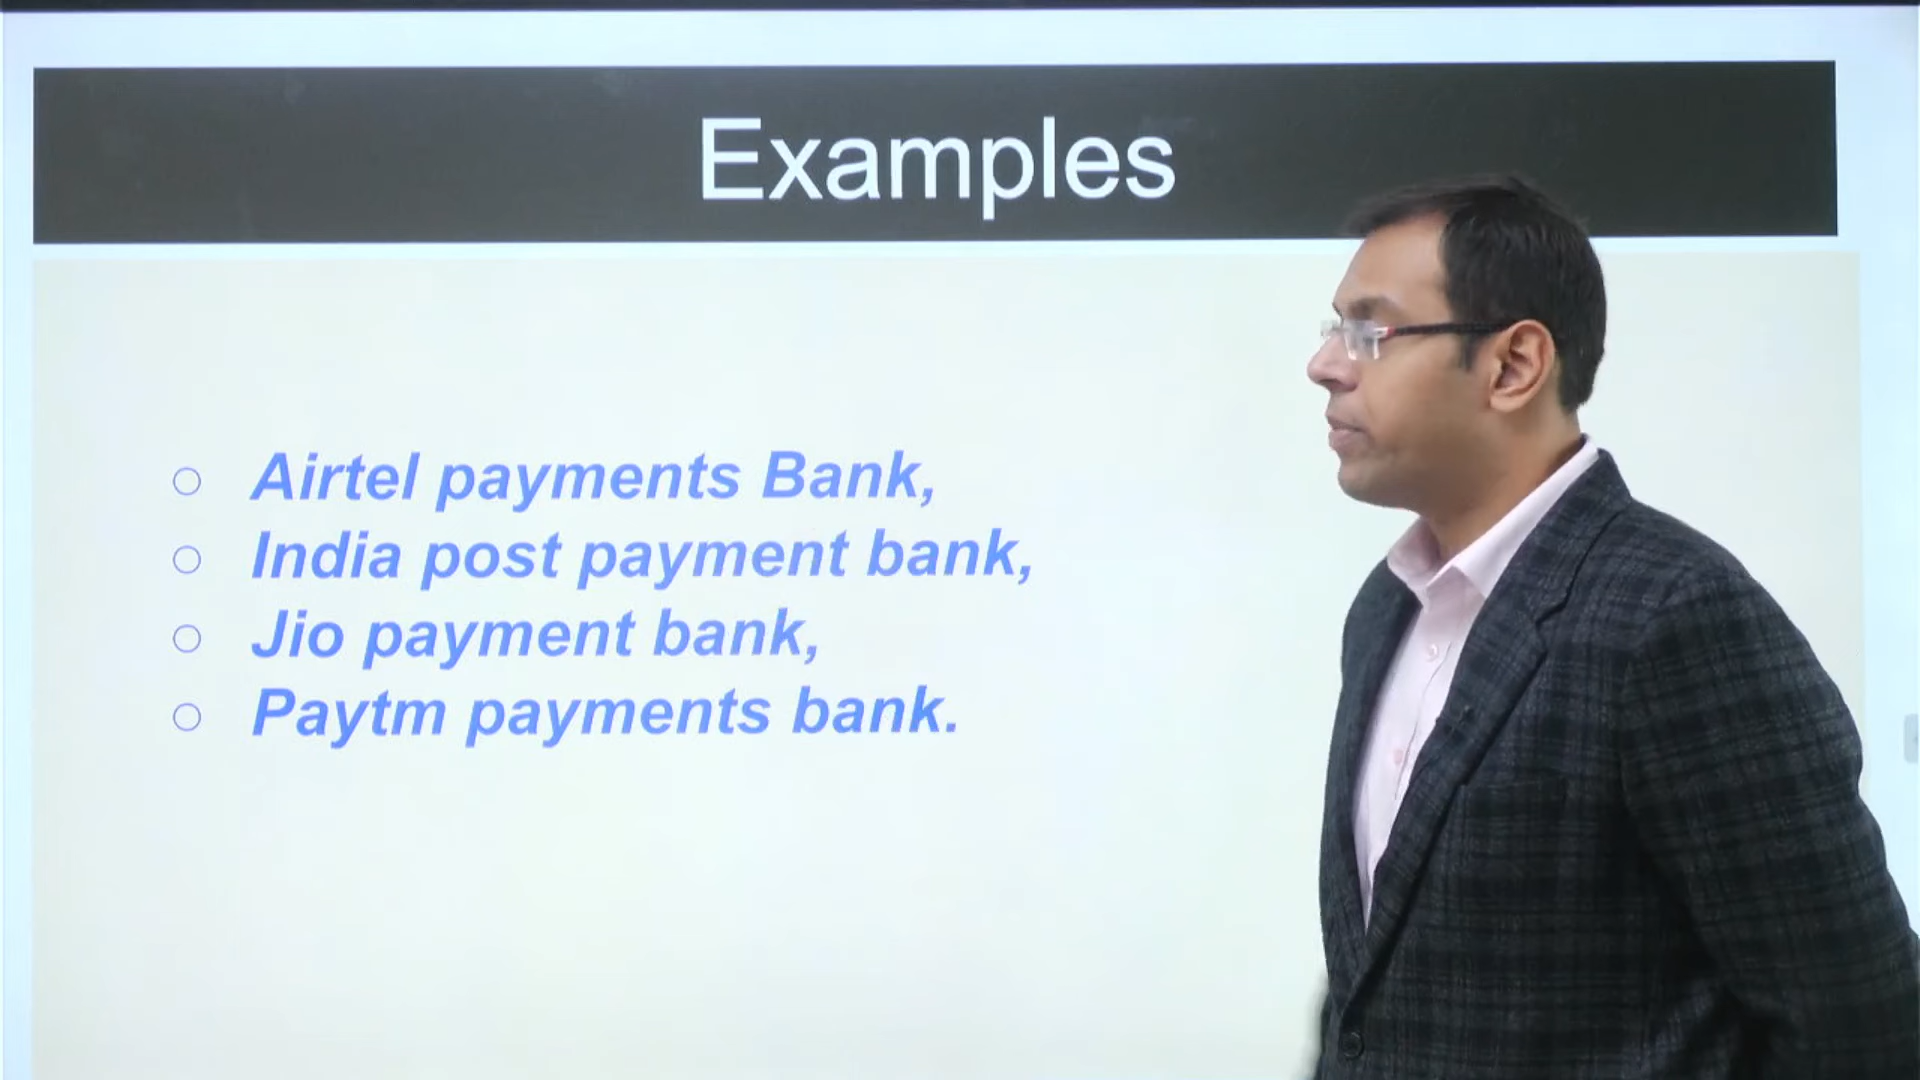 Examples
Airtel payments Bank,
India post payment bank,
Jio payment bank,
Paytm payments bank.